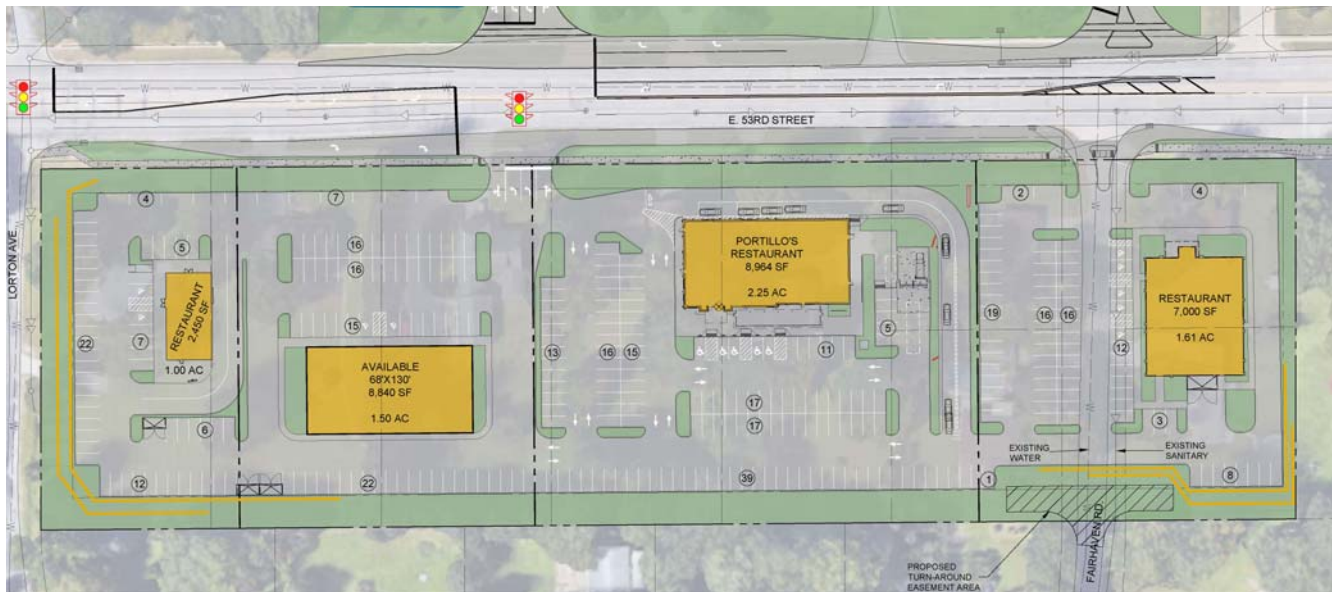 E. 53RD STREET
LORTON AVE.
4
7
2
4
5
16
16
RESTAURANT
2,450 SF
1.00 AC
22
7
15
AVAILABLE
68'X130'
8,840 SF
1.50 AC
6
12
22
PORTILLO'S
RESTAURANT
8,964 SF
2.25 AC
13
16
15
11
5
17
17
39
19
16
16
12
RESTAURANT
7,000 SF
1.61 AC
3
EXISTING
WATER
EXISTING
SANITARY
1
8
FAIRHAVEN RD.
PROPOSED
TURN-AROUND
EASEMENT AREA